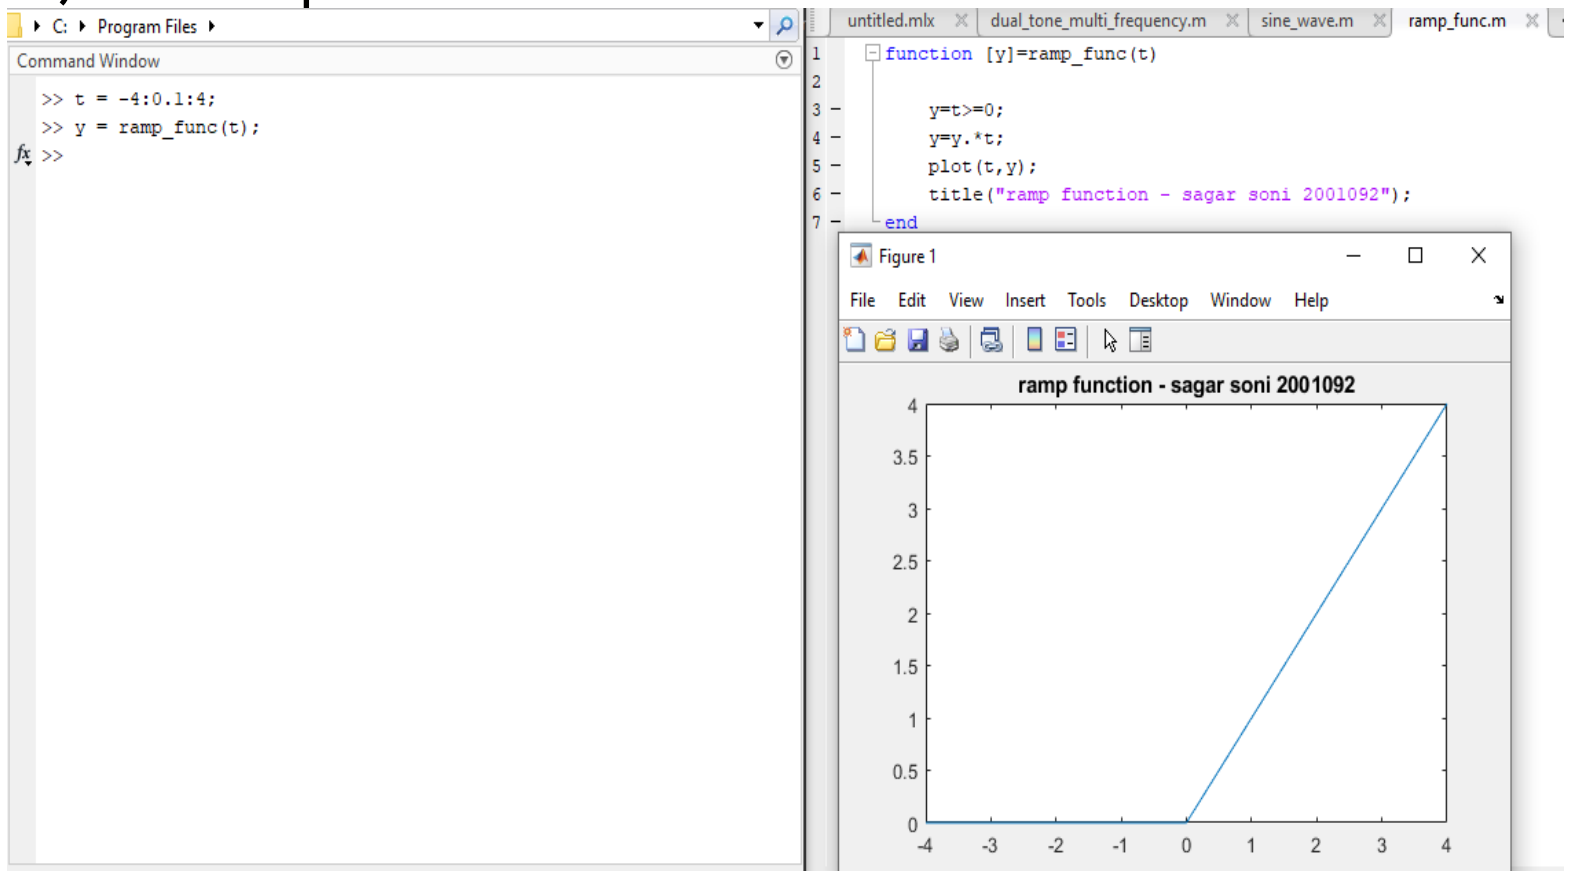 C: Program Files
Command Window
>> t = -4:0.1:4;
>> y = ramp_func(t);
fx >>
untitled.mlx dual_tone_multi_frequency.m sine_wave.m ramp_func.m
1 function [y]=ramp_func(t)
2
3 - y=t>=0;
4 - y=y.*t;
5 - plot(t,y);
6 - title("ramp function - sagar soni 2001092");
7 - end
Figure 1
File Edit View Insert Tools Desktop Window Help
ramp function - sagar soni 2001092
4
3.5
3
2.5
2
1.5
1
0.5
0
-4 -3 -2 -1 0 1 2 3 4